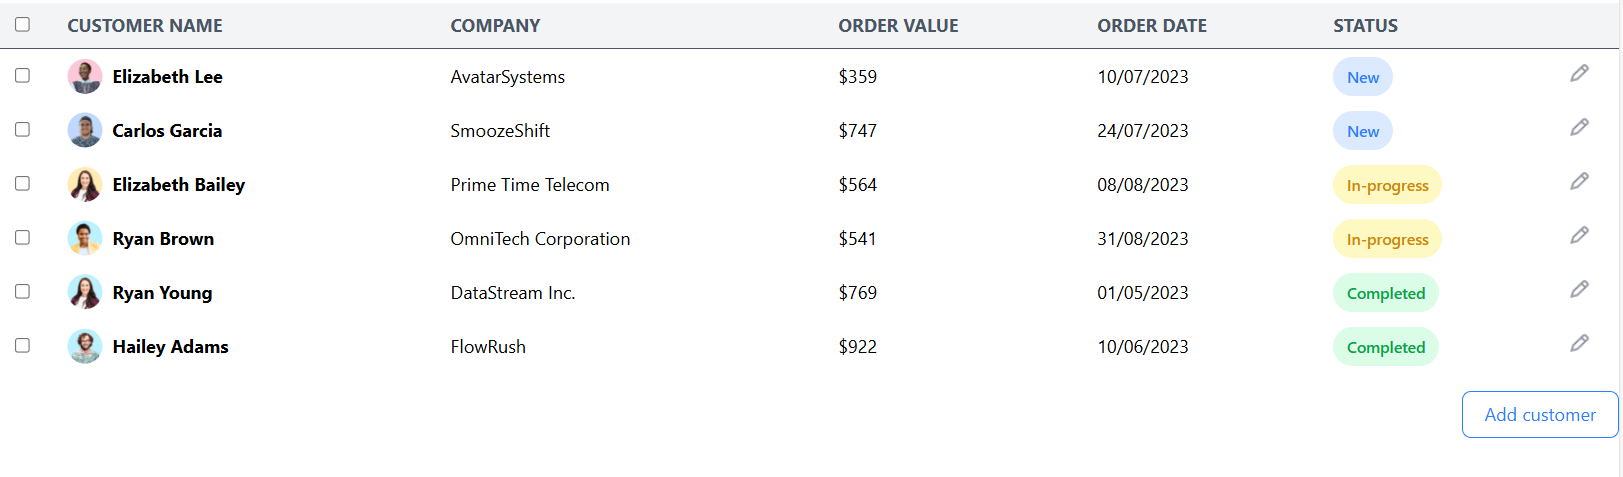 CUSTOMER NAME COMPANY ORDER VALUE ORDER DATE STATUS
Elizabeth Lee AvatarSystems $359 10/07/2023 New
Carlos Garcia SmoozeShift $747 24/07/2023 New
Elizabeth Bailey Prime Time Telecom $564 08/08/2023 In-progress
Ryan Brown OmniTech Corporation $541 31/08/2023 In-progress
Ryan Young DataStream Inc. $769 01/05/2023 Completed
Hailey Adams FlowRush $922 10/06/2023 Completed
Add customer